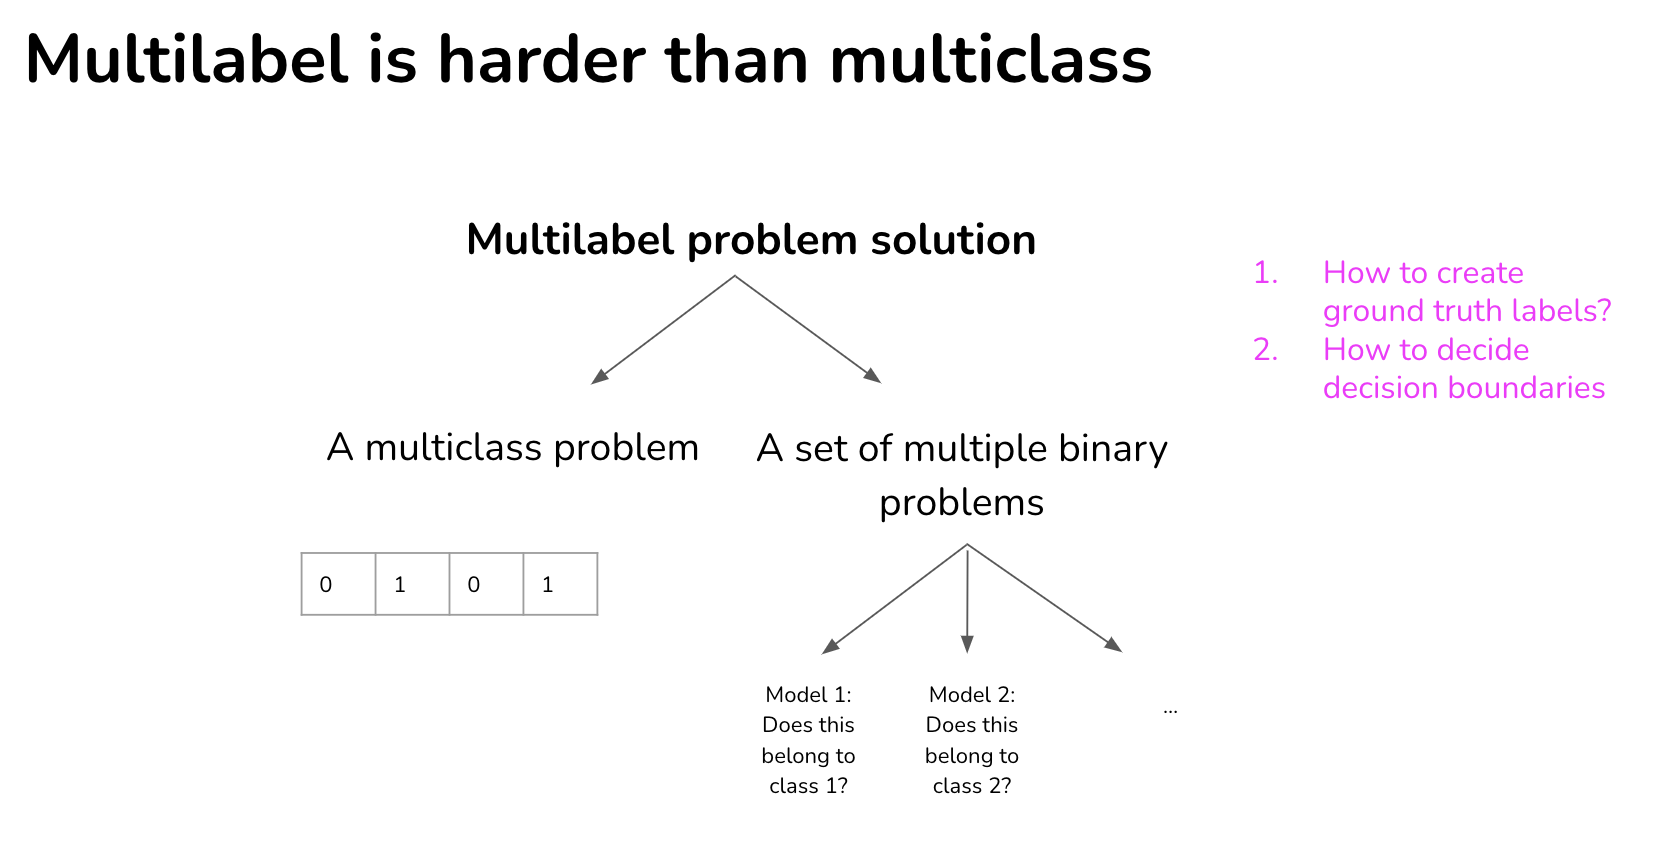 Multilabel is harder than multiclass
Multilabel problem solution
1. How to create
ground truth labels?
2. How to decide
decision boundaries
A multiclass problem
A set of multiple binary
problems
0 1 0 1
Model 1:
Does this
belong to
class 1?
Model 2:
Does this
belong to
class 2?
...